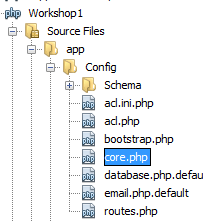 Workshop1
Source Files
app
Config
Schema
acl.ini.php
acl.php
bootstrap.php
core.php
database.php.defau
email.php.default
routes.php